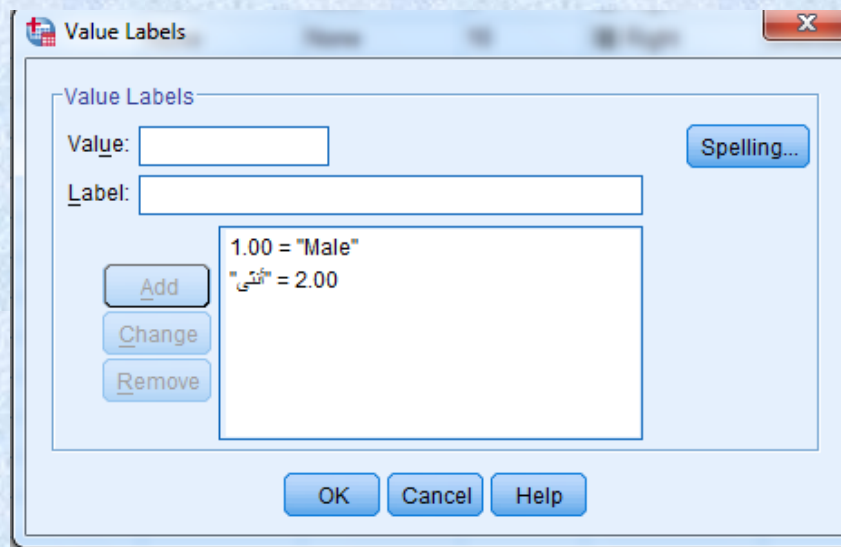 Value Labels
Value Labels
Value:
Spelling...
Label:
1.00 = "Male"
2.00 = "أنثى"
Add
Change
Remove
OK
Cancel
Help